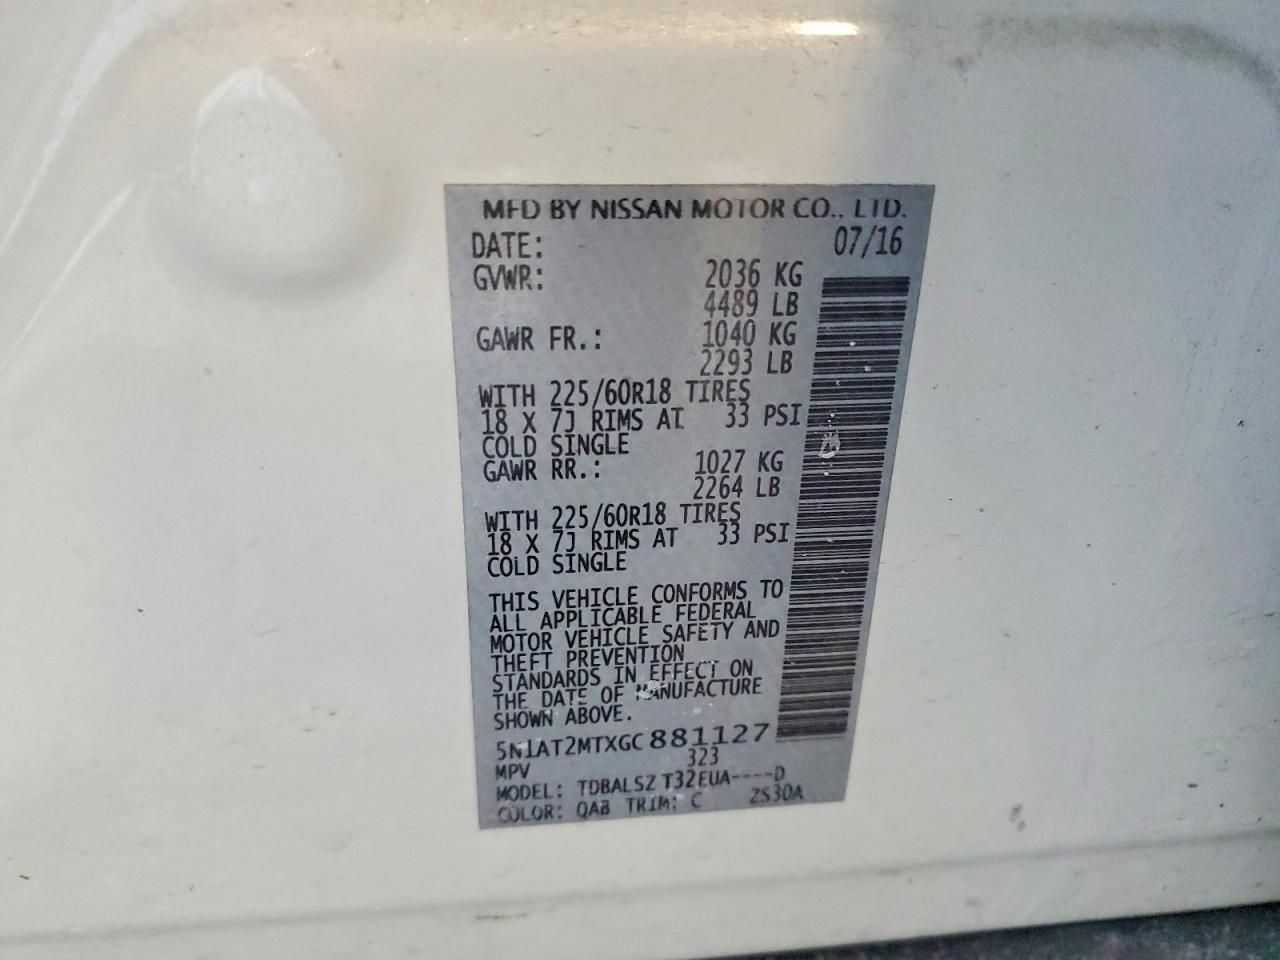 MFD BY NISSAN MOTOR CO., LTD.
DATE: 07/16
GVWR: 2036 KG
4489 LB
GAWR FR.: 1040 KG
2293 LB
WITH 225/60R18 TIRES
18 X 7J RIMS AT 33 PSI
COLD SINGLE
GAWR RR.: 1027 KG
2264 LB
WITH 225/60R18 TIRES
18 X 7J RIMS AT 33 PSI
COLD SINGLE
THIS VEHICLE CONFORMS TO
ALL APPLICABLE FEDERAL
MOTOR VEHICLE SAFETY AND
THEFT PREVENTION
STANDARDS IN EFFECT ON
THE DATE OF MANUFACTURE
SHOWN ABOVE.
5N1AT2MTXGC881127
MPV 323
MODEL: TDBALSZ T32EUA----D
COLOR: QAB TRIM: C ZS30A